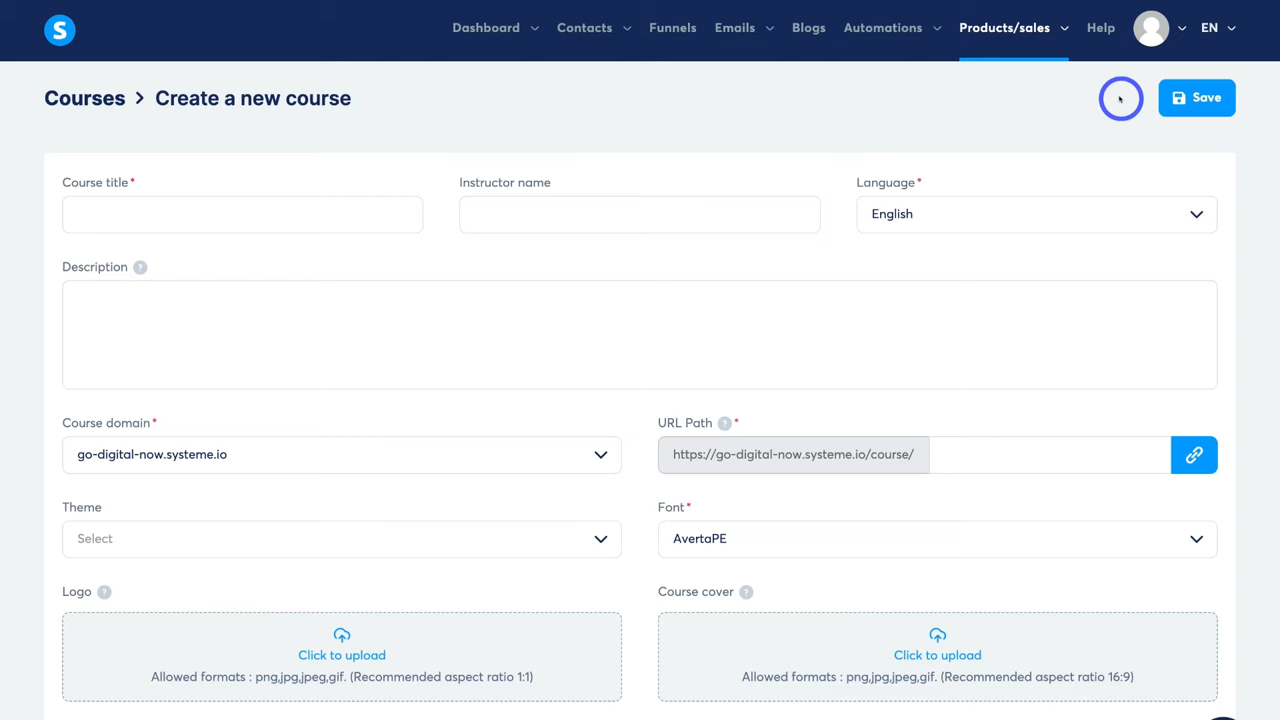 S Dashboard Contacts Funnels Emails Blogs Automations Products/sales Help EN
Courses > Create a new course
Save
Course title* Instructor name Language*
English
Description ?
Course domain* URL Path ? *
go-digital-now.systeme.io https://go-digital-now.systeme.io/course/
Theme Font*
Select AvertaPE
Logo ? Course cover ?
Click to upload Click to upload
Allowed formats : png,jpg,jpeg,gif. (Recommended aspect ratio 1:1) Allowed formats : png,jpg,jpeg,gif. (Recommended aspect ratio 16:9)